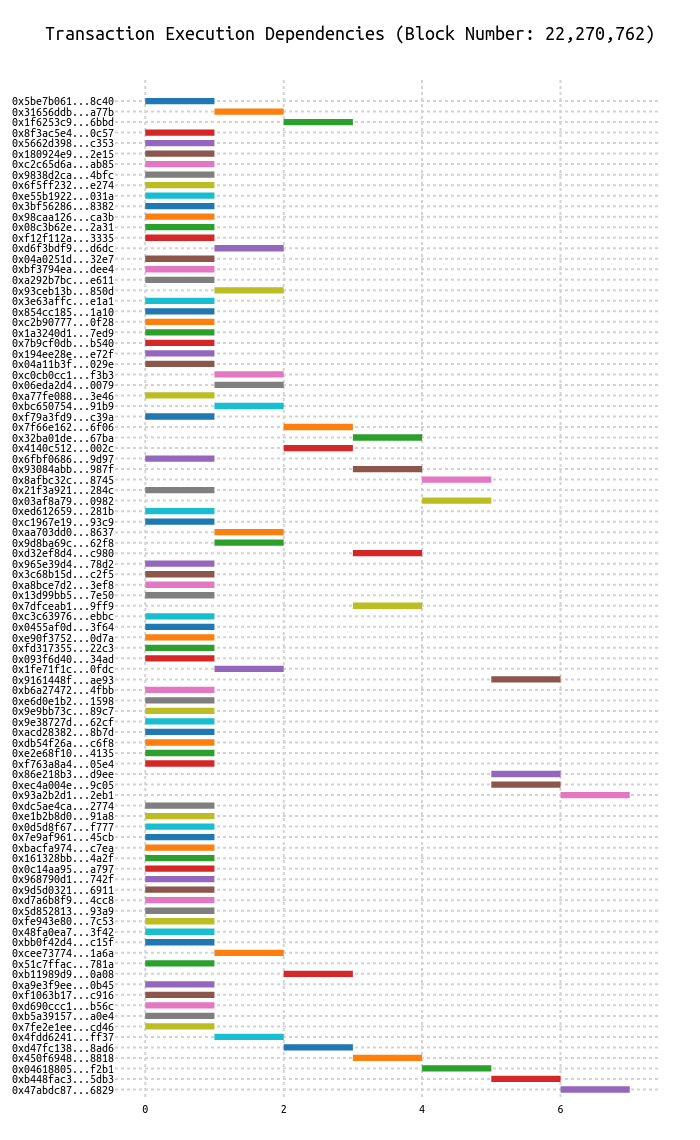 Transaction Execution Dependencies (Block Number: 22,270,762)
0x5be7b061...8c40
0x31656ddb...a77b
0x1f6253c9...6bbd
0x8f3ac5e4...0c57
0x5662d398...c353
0x180924e9...2e15
0xc2c65d6a...ab85
0x9838d2ca...4bfc
0x6f5ff232...e274
0xe55b1922...031a
0x3bf56286...8382
0x98caa126...ca3b
0x08c3b62e...2a31
0xf12f112a...3335
0xd6f3bdf9...d6dc
0x04a0251d...32e7
0xbf3794ea...dee4
0xa292b7bc...e611
0x93ceb13b...850d
0x3e63affc...e1a1
0x854cc185...1a10
0xc2b90777...0f28
0x1a3240d1...7ed9
0x7b9cf0db...b540
0x194ee28e...e72f
0x04a11b3f...029e
0xc0cb0cc1...f3b3
0x06eda2d4...0079
0xa77fe088...3e46
0xbc650754...91b9
0xf79a3fd9...c39a
0x7f66e162...6f06
0x32ba01de...67ba
0x4140c512...002c
0x6fbf0686...9d97
0x93084abb...987f
0x8afbc32c...8745
0x21f3a921...284c
0x03af8a79...0982
0xed612659...281b
0xc1967e19...93c9
0xaa703dd0...8637
0x9d8ba69c...62f8
0xd32ef8d4...c980
0x965e39d4...78d2
0x3c68b15d...c2f5
0xa8bce7d2...3ef8
0x13d99bb5...7e50
0x7dfceab1...9ff9
0xc3c63976...ebbc
0x0455af0d...3f64
0xe90f3752...0d7a
0xfd317355...22c3
0x093f6d40...34ad
0x1fe71f1c...0fdc
0x9161448f...ae93
0xb6a27472...4fbb
0xe6d0e1b2...1598
0x9e9bb73c...89c7
0x9e38727d...62cf
0xacd28382...8b7d
0xdb54f26a...c6f8
0xe2e68f10...4135
0xf763a8a4...05e4
0x86e218b3...d9ee
0xec4a004e...9c05
0x93a2b2d1...2eb1
0xdc5ae4ca...2774
0xe1b2b8d0...91a8
0x0d5d8f67...f777
0x7e9af961...45cb
0xbacfa974...c7ea
0x161328bb...4a2f
0x0c14aa95...a797
0x968790d1...742f
0x9d5d0321...6911
0xd7a6b8f9...4cc8
0x5d852813...93a9
0xfe943e80...7c53
0x48fa0ea7...3f42
0xbb0f42d4...c15f
0xcee73774...1a6a
0x51c7ffac...781a
0xb11989d9...0a08
0xa9e3f9ee...0b45
0xf1063b17...c916
0xd690ccc1...b56c
0xb5a39157...a0e4
0x7fe2e1ee...cd46
0x4fdd6241...ff37
0xd47fc138...8ad6
0x450f6948...8818
0x04618805...f2b1
0xb448fac3...5db3
0x47abdc87...6829
0 2 4 6